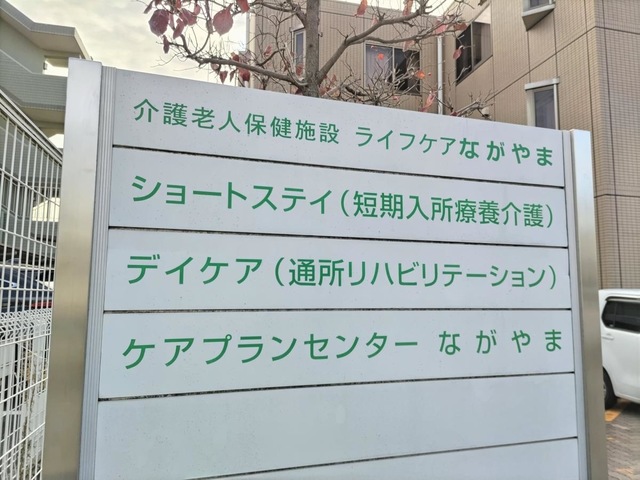 介護老人保健施設 ライフケアながやま
ショートステイ(短期入所療養介護)
デイケア(通所リハビリテーション)
ケアプランセンター ながやま